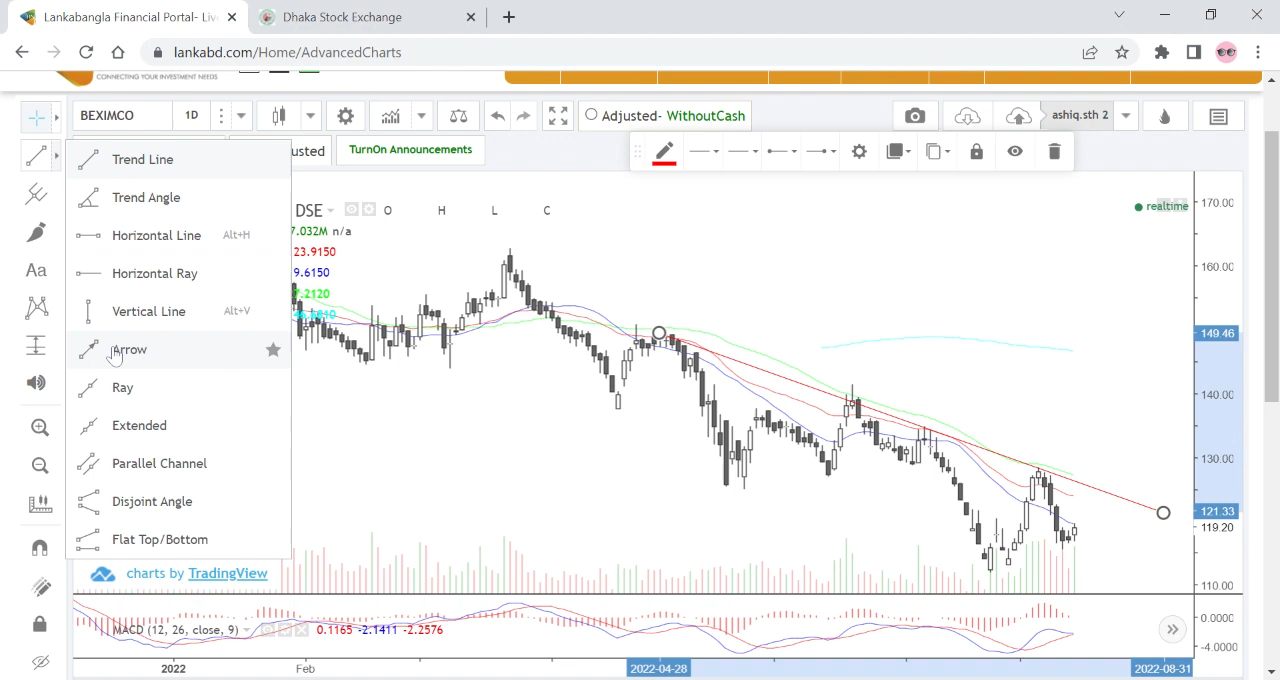 Lankabangla Financial Portal- Liv
Dhaka Stock Exchange
lankabd.com/Home/AdvancedCharts
CONNECTING YOUR INVESTMENT NEEDS
BEXIMCO
1D
Adjusted- WithoutCash
ashiq.sth 2
usted
TurnOn Announcements
Trend Line
Trend Angle
Horizontal Line Alt+H
Horizontal Ray
Vertical Line Alt+V
Arrow
Ray
Extended
Parallel Channel
Disjoint Angle
Flat Top/Bottom
Aa
DSE O H L C
7.032M n/a
23.9150
9.6150
7.2120
realtime
170.00
160.00
149.46
140.00
130.00
121.33
119.20
110.00
charts by TradingView
MACD (12, 26, close, 9) 0.1165 -2.1411 -2.2576
0.0000
-4.0000
2022 Feb 2022-04-28 2022-08-31